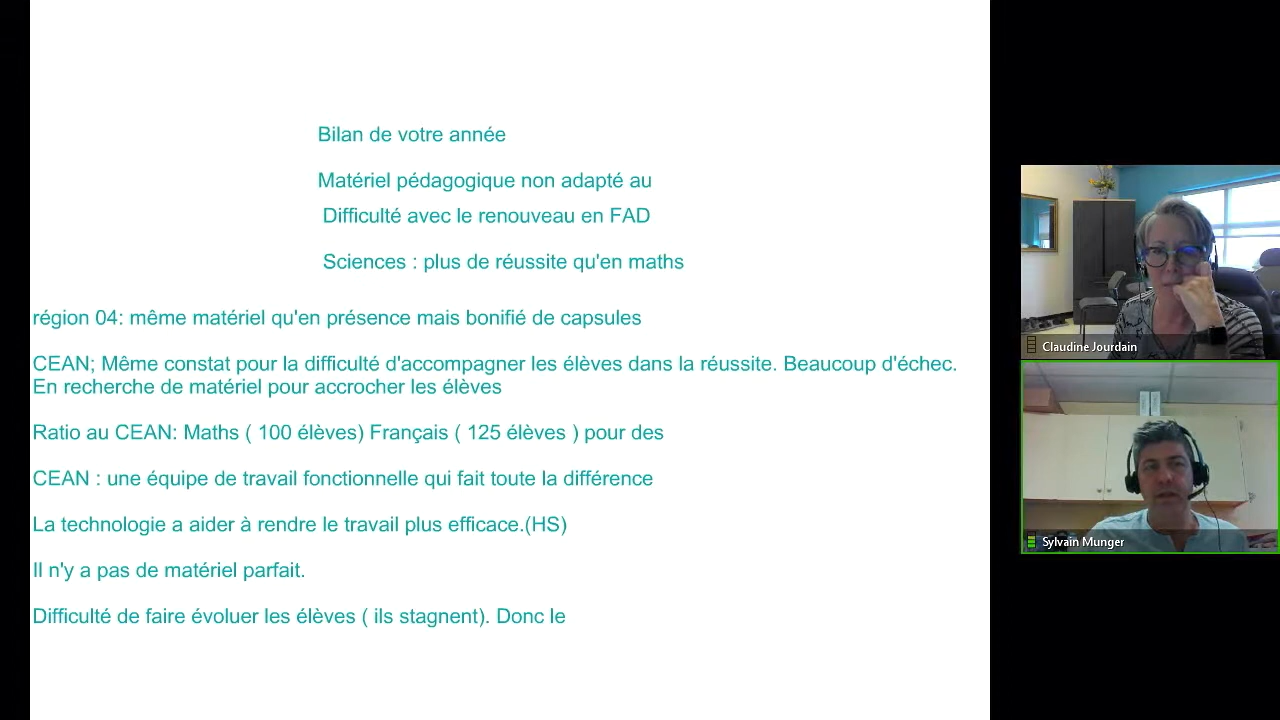 Bilan de votre année
Matériel pédagogique non adapté au
Difficulté avec le renouveau en FAD
Sciences : plus de réussite qu'en maths
région 04: même matériel qu'en présence mais bonifié de capsules
CEAN; Même constat pour la difficulté d'accompagner les élèves dans la réussite. Beaucoup d'échec.
En recherche de matériel pour accrocher les élèves
Ratio au CEAN: Maths ( 100 élèves) Français ( 125 élèves ) pour des
CEAN : une équipe de travail fonctionnelle qui fait toute la différence
La technologie a aider à rendre le travail plus efficace.(HS)
Il n'y a pas de matériel parfait.
Difficulté de faire évoluer les élèves ( ils stagnent). Donc le
Claudine Jourdain
Sylvain Munger